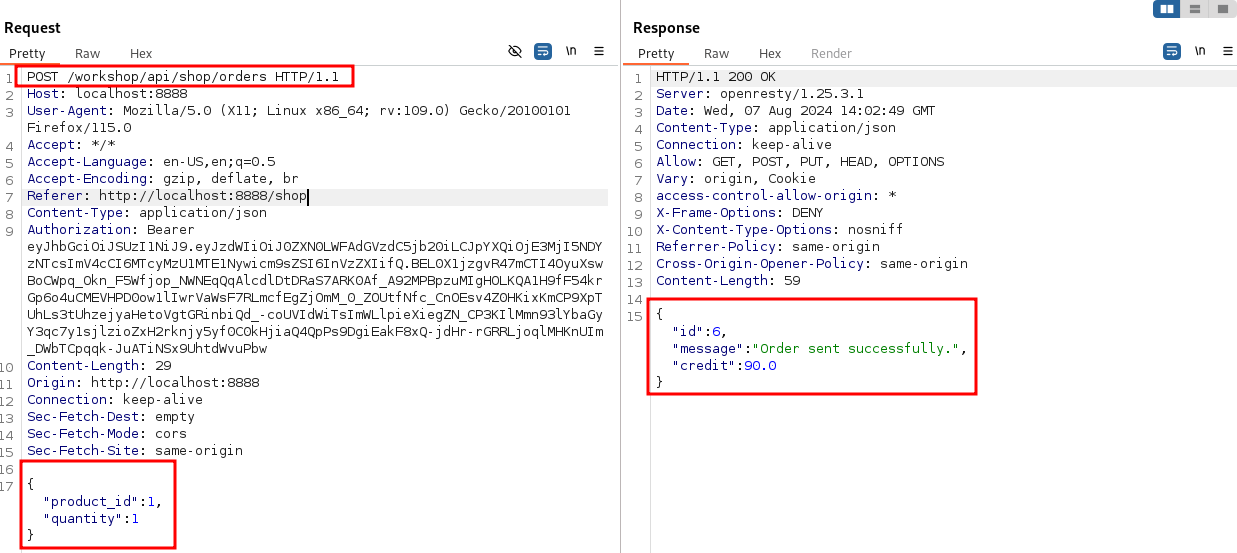 Request
Pretty Raw Hex \n
1 POST /workshop/api/shop/orders HTTP/1.1
2 Host: localhost:8888
3 User-Agent: Mozilla/5.0 (X11; Linux x86_64; rv:109.0) Gecko/20100101
Firefox/115.0
4 Accept: */*
5 Accept-Language: en-US,en;q=0.5
6 Accept-Encoding: gzip, deflate, br
7 Referer: http://localhost:8888/shop
8 Content-Type: application/json
9 Authorization: Bearer
10 Content-Length: 29
11 Origin: http://localhost:8888
12 Connection: keep-alive
13 Sec-Fetch-Dest: empty
14 Sec-Fetch-Mode: cors
15 Sec-Fetch-Site: same-origin
16
17 {
"product_id":1,
"quantity":1
}
Response
Pretty Raw Hex Render \n
1 HTTP/1.1 200 OK
2 Server: openresty/1.25.3.1
3 Date: Wed, 07 Aug 2024 14:02:49 GMT
4 Content-Type: application/json
5 Connection: keep-alive
6 Allow: GET, POST, PUT, HEAD, OPTIONS
7 Vary: origin, Cookie
8 access-control-allow-origin: *
9 X-Frame-Options: DENY
10 X-Content-Type-Options: nosniff
11 Referrer-Policy: same-origin
12 Cross-Origin-Opener-Policy: same-origin
13 Content-Length: 59
14
15 {
"id":6,
"message":"Order sent successfully.",
"credit":90.0
}